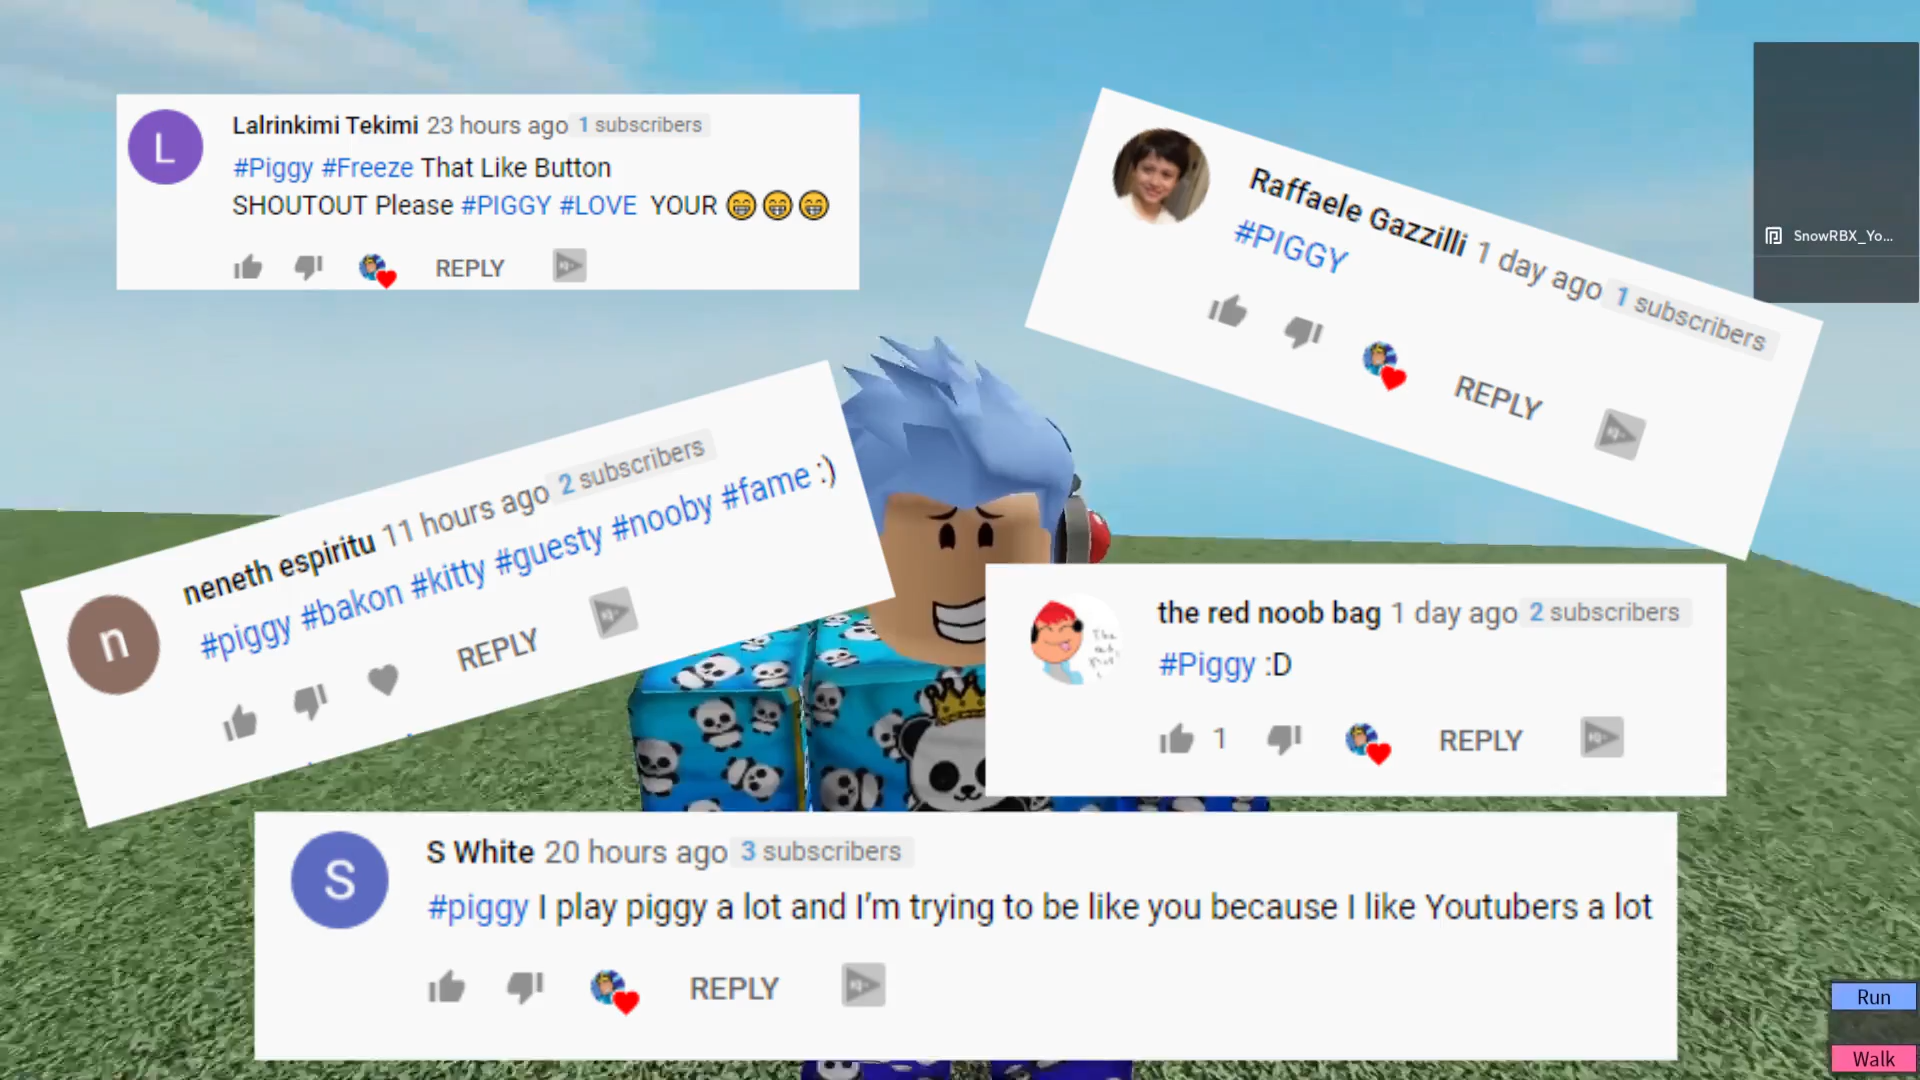 L
Lalrinkimi Tekimi 23 hours ago 1 subscribers
#Piggy #Freeze That Like Button
SHOUTOUT Please #PIGGY #LOVE YOUR 😁😁😁
REPLY
Raffaele Gazzilli 1 day ago 1 subscribers
#PIGGY
REPLY
SnowRBX_Yo...
n
neneth espiritu 11 hours ago 2 subscribers
#piggy #bakon #kitty #guesty #nooby #fame :)
REPLY
the red noob bag 1 day ago 2 subscribers
#Piggy :D
1
REPLY
S
S White 20 hours ago 3 subscribers
#piggy I play piggy a lot and I'm trying to be like you because I like Youtubers a lot
REPLY
Run
Walk